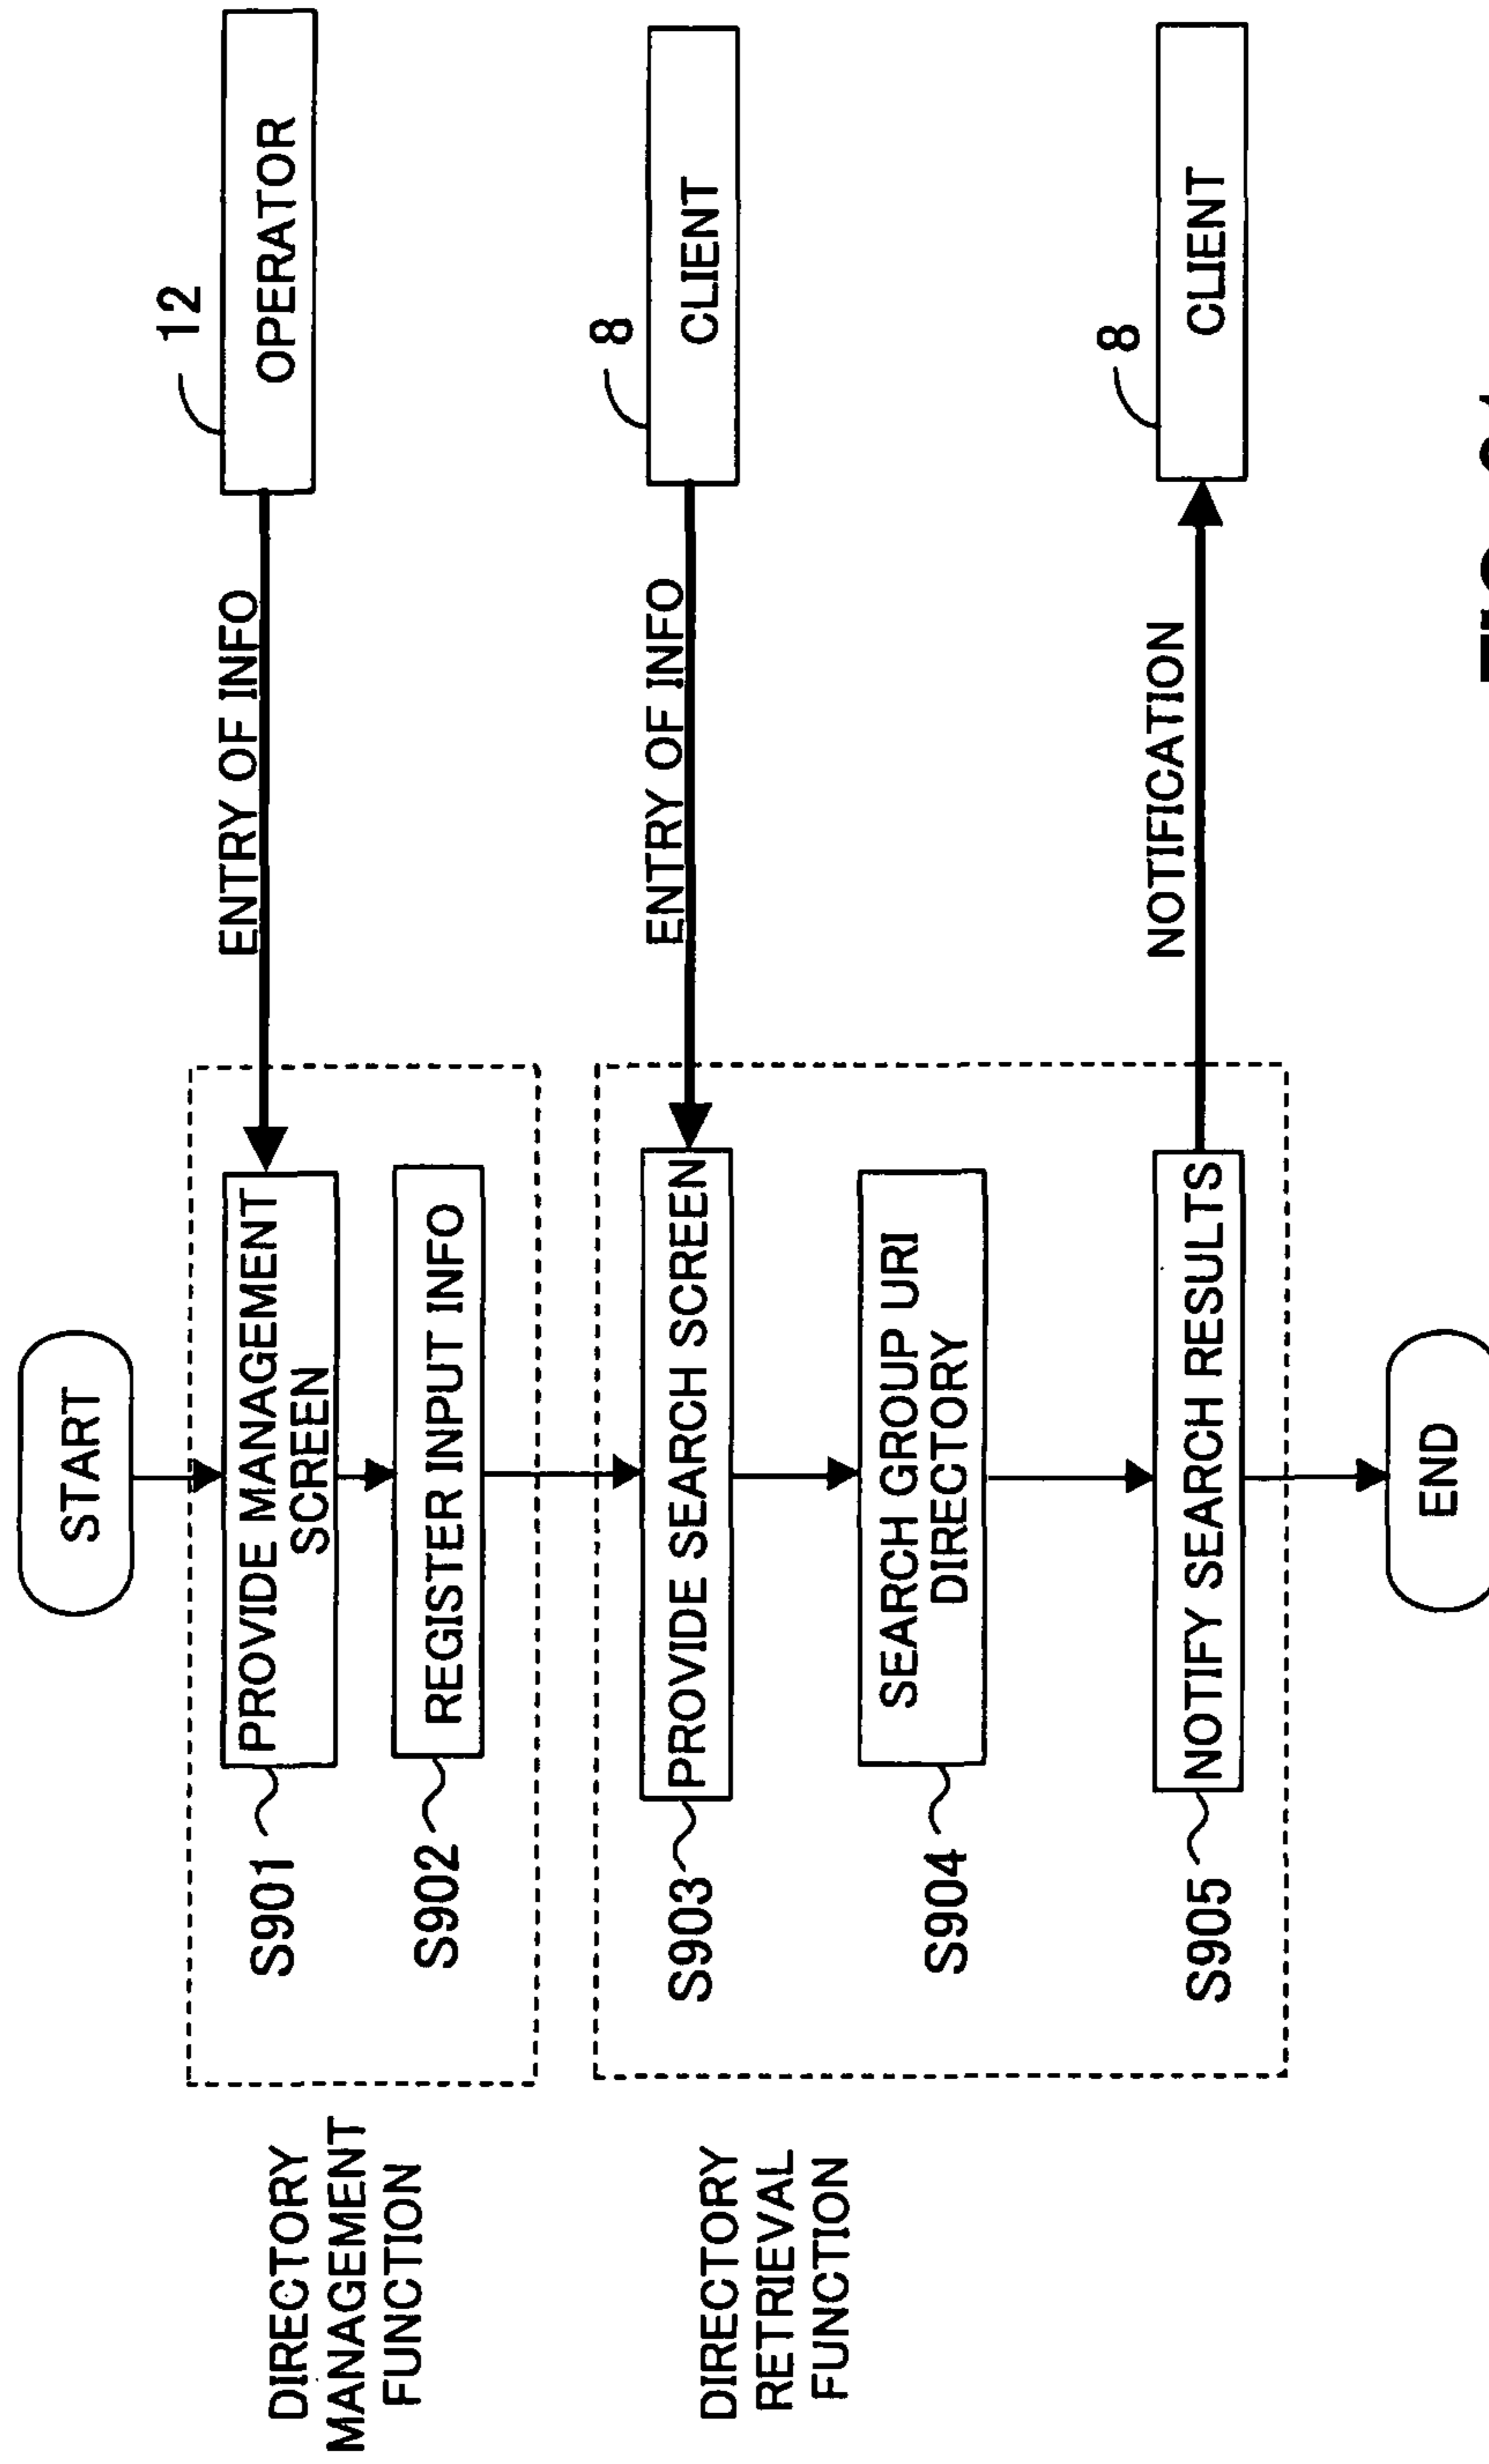 START
DIRECTORY
MANAGEMENT
FUNCTION
S901
PROVIDE MANAGEMENT
SCREEN
ENTRY OF INFO
12
OPERATOR
S902
REGISTER INPUT INFO
DIRECTORY
RETRIEVAL
FUNCTION
S903
PROVIDE SEARCH SCREEN
ENTRY OF INFO
8
CLIENT
S904
SEARCH GROUP URI
DIRECTORY
S905
NOTIFY SEARCH RESULTS
NOTIFICATION
8
CLIENT
END